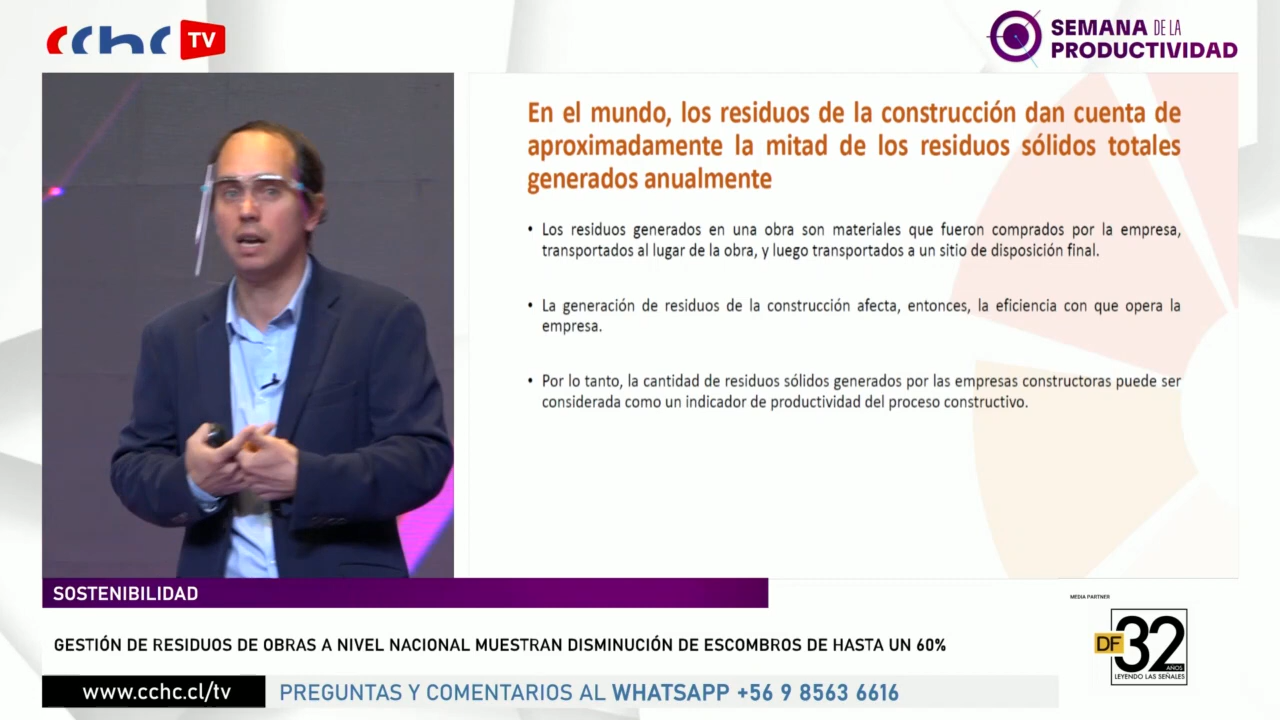 cchc TV
SEMANA DE LA
PRODUCTIVIDAD
En el mundo, los residuos de la construcción dan cuenta de
aproximadamente la mitad de los residuos sólidos totales
generados anualmente
• Los residuos generados en una obra son materiales que fueron comprados por la empresa,
transportados al lugar de la obra, y luego transportados a un sitio de disposición final.
• La generación de residuos de la construcción afecta, entonces, la eficiencia con que opera la
empresa.
• Por lo tanto, la cantidad de residuos sólidos generados por las empresas constructoras puede ser
considerada como un indicador de productividad del proceso constructivo.
SOSTENIBILIDAD
GESTIÓN DE RESIDUOS DE OBRAS A NIVEL NACIONAL MUESTRAN DISMINUCIÓN DE ESCOMBROS DE HASTA UN 60%
www.cchc.cl/tv
PREGUNTAS Y COMENTARIOS AL WHATSAPP +56 9 8563 6616
MEDIA PARTNER
DF 32
AÑOS
LEYENDO LAS SEÑALES